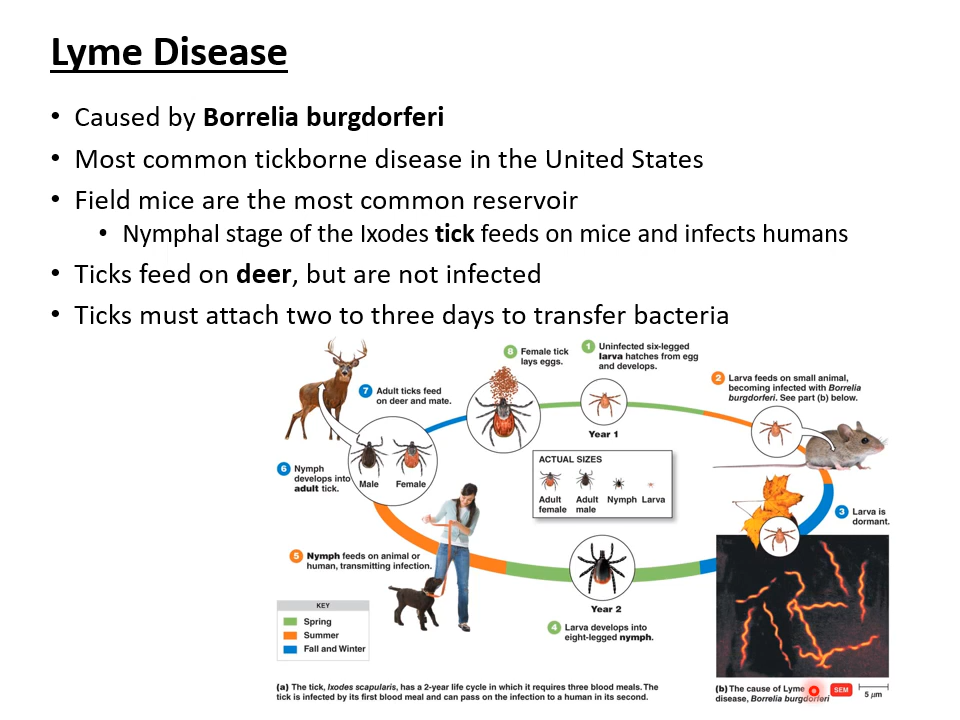 Lyme Disease
• Caused by Borrelia burgdorferi
• Most common tickborne disease in the United States
• Field mice are the most common reservoir
• Nymphal stage of the Ixodes tick feeds on mice and infects humans
• Ticks feed on deer, but are not infected
• Ticks must attach two to three days to transfer bacteria
8 Female tick
lays eggs.
1 Uninfected six-legged
larva hatches from egg
and develops.
2 Larva feeds on small animal,
becoming infected with Borrelia
burgdorferi. See part (b) below.
7 Adult ticks feed
on deer and mate.
Year 1
6 Nymph
develops into
adult tick.
Male
Female
ACTUAL SIZES
Adult
female
Adult
male
Nymph
Larva
3 Larva is
dormant.
5 Nymph feeds on animal or
human, transmitting infection.
Year 2
4 Larva develops into
eight-legged nymph.
KEY
Spring
Summer
Fall and Winter
(a) The tick, Ixodes scapularis, has a 2-year life cycle in which it requires three blood meals. The
tick is infected by its first blood meal and can pass on the infection to a human in its second.
(b) The cause of Lyme
disease, Borrelia burgdorferi
SEM
5 µm